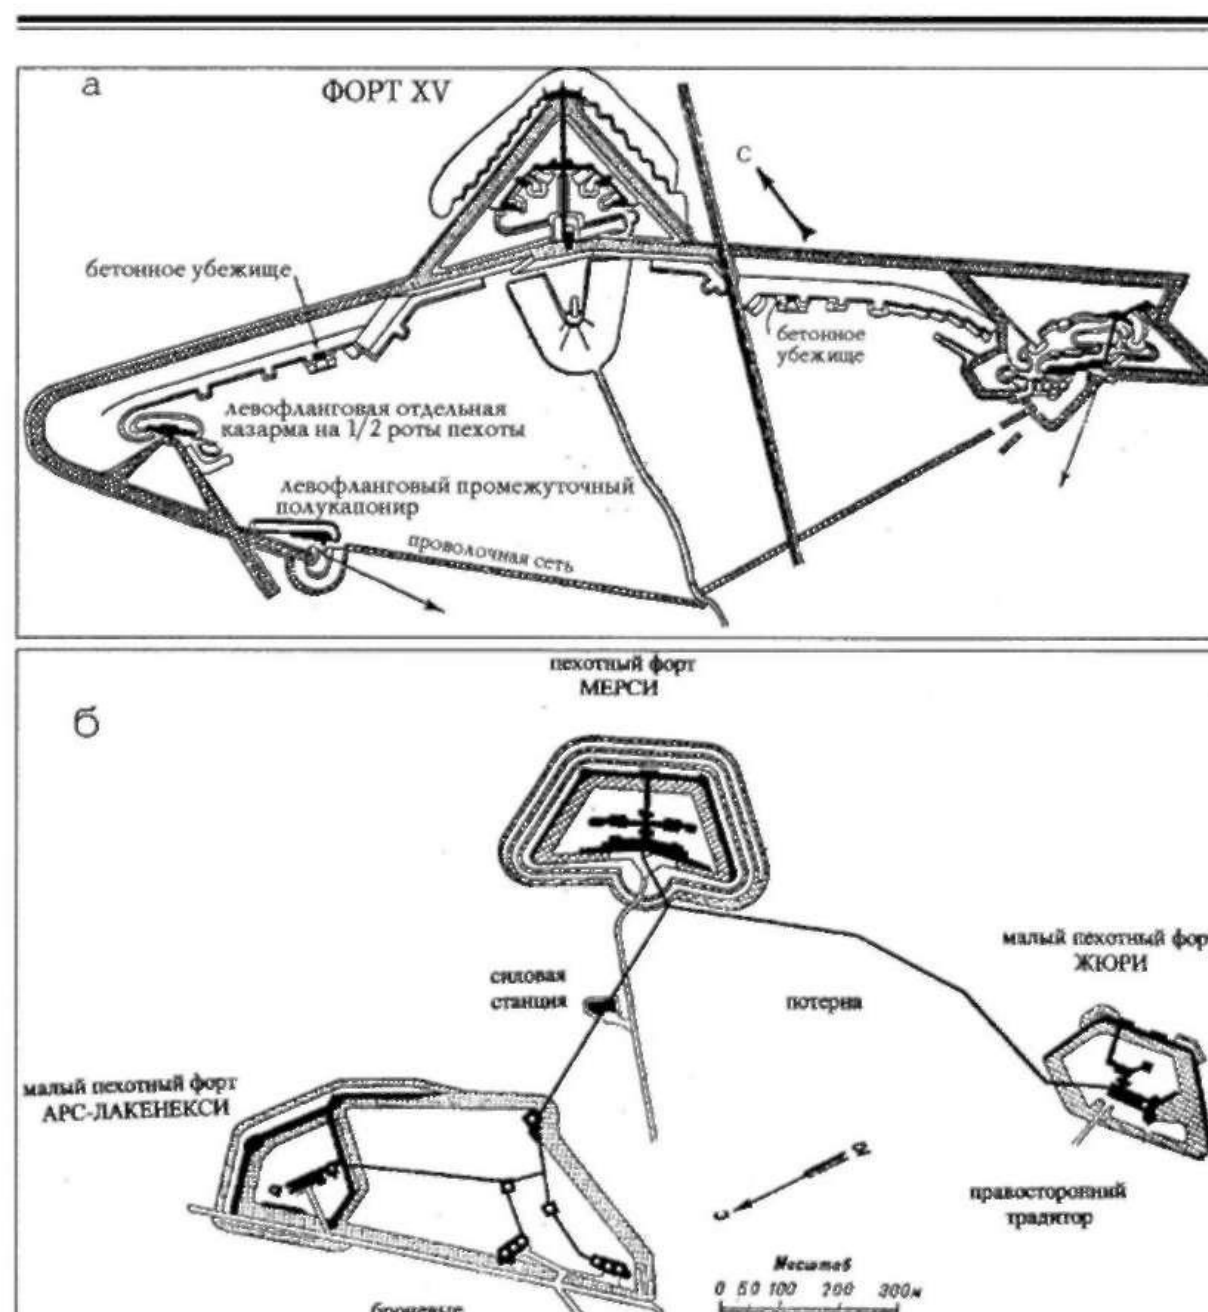 а
ФОРТ XV
С
бетонное убежище
бетонное
убежище
левофланговая отдельная
казарма на 1/2 роты пехоты
левофланговый промежуточный
полукапонир
проволочная сеть
б
пехотный форт
МЕРСИ
малый пехотный фор
ЖЮРИ
силовая
станция
потерна
малый пехотный форт
АРС-ЛАКЕНЕКСИ
правосторонний
традитор
С
Масштаб
0 50 100 200 300м
броневые